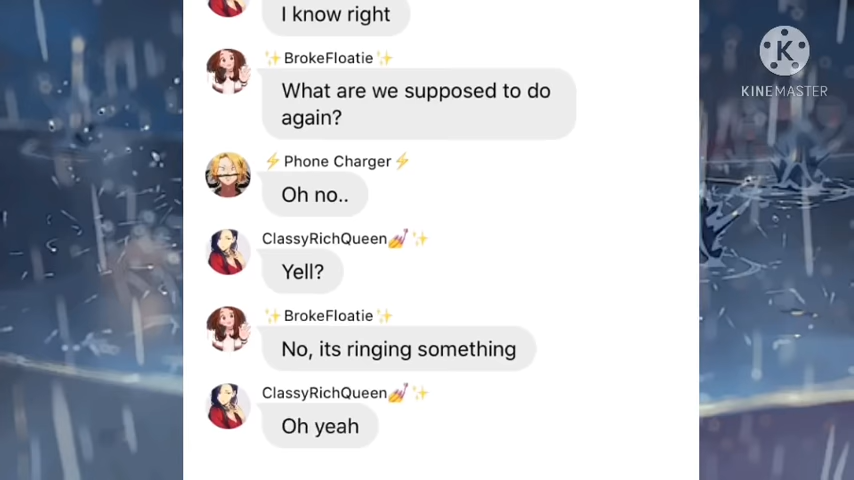 I know right
✨BrokeFloatie✨
What are we supposed to do
again?
⚡Phone Charger⚡
Oh no..
ClassyRichQueen💅✨
Yell?
✨BrokeFloatie✨
No, its ringing something
ClassyRichQueen💅✨
Oh yeah
K
KINEMASTER